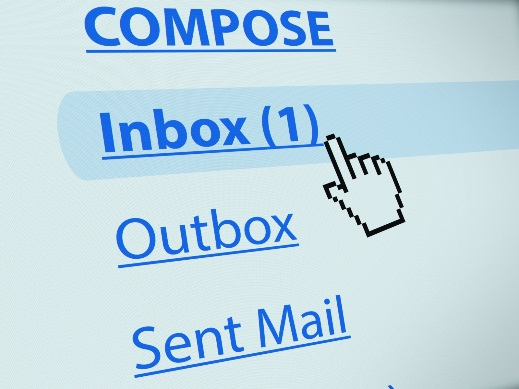 COMPOSE
Inbox (1)
Outbox
Sent Mail